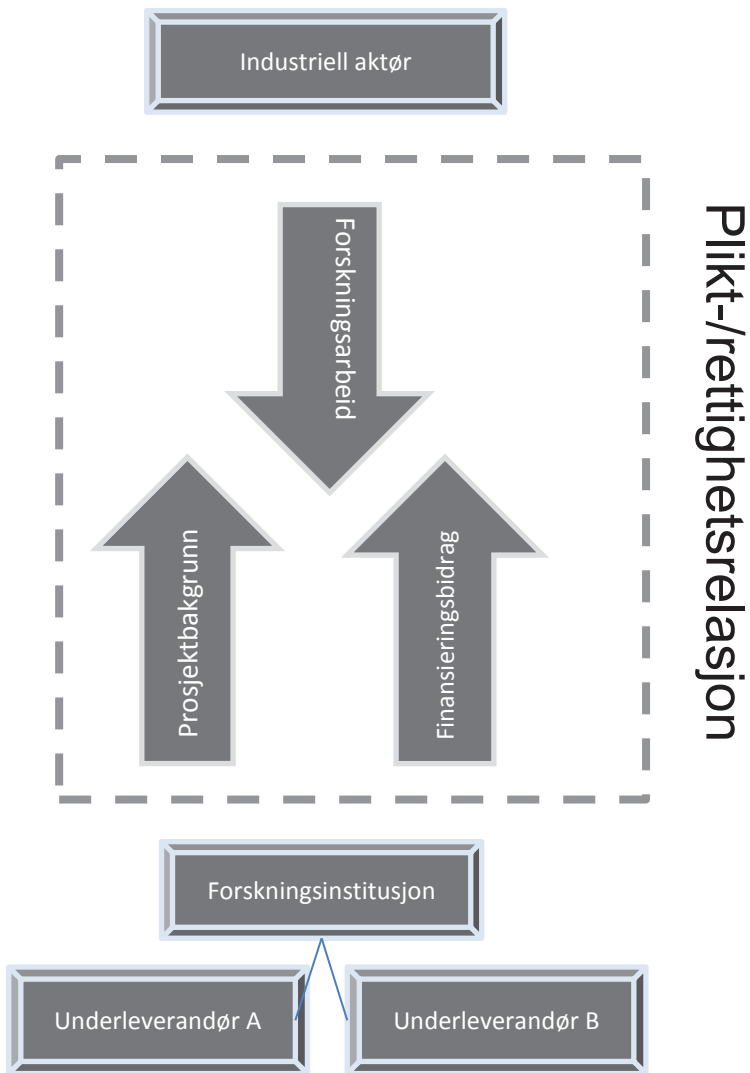 Industriell aktør
Plikt-/rettighetsrelasjon
Forskningsarbeid
Prosjektbakgrunn
Finansieringsbidrag
Forskningsinstitusjon
Underleverandør A
Underleverandør B